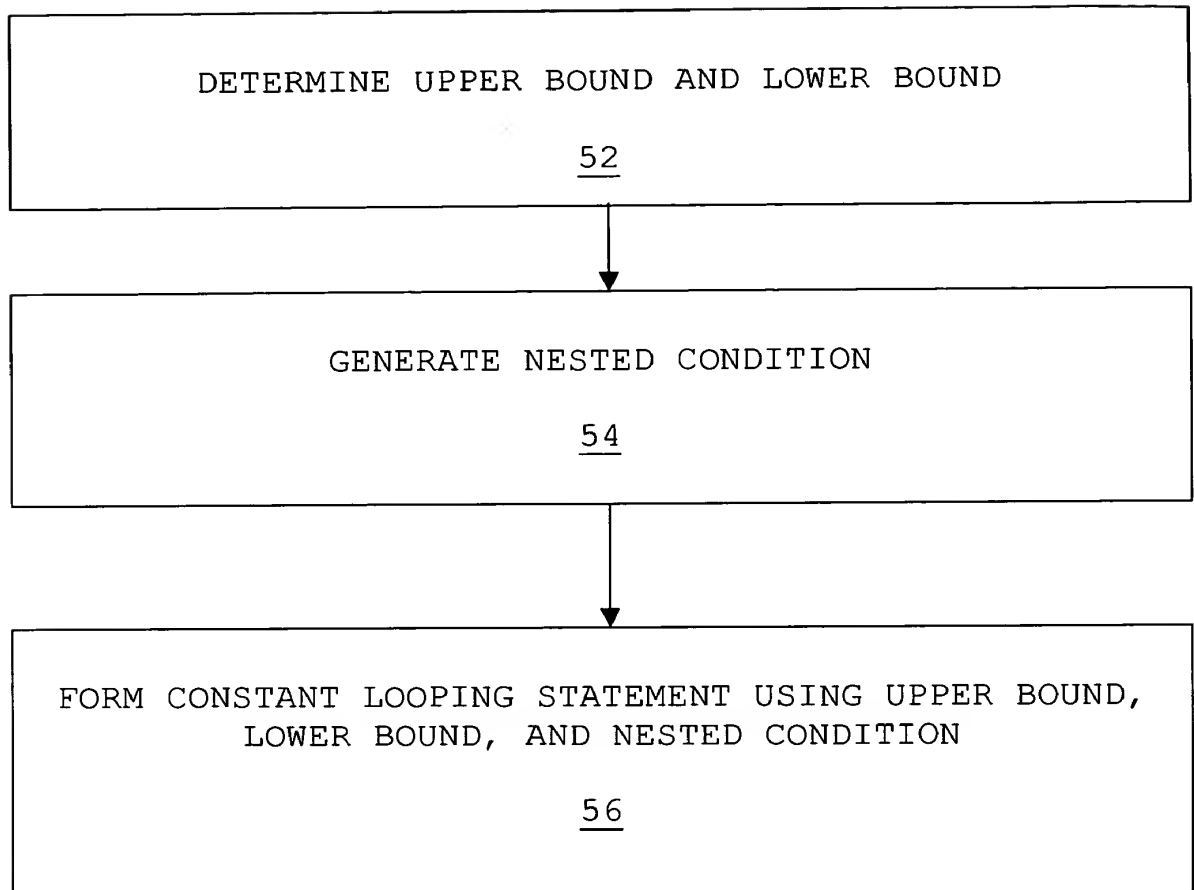 DETERMINE UPPER BOUND AND LOWER BOUND
52
GENERATE NESTED CONDITION
54
FORM CONSTANT LOOPING STATEMENT USING UPPER BOUND,
LOWER BOUND, AND NESTED CONDITION
56